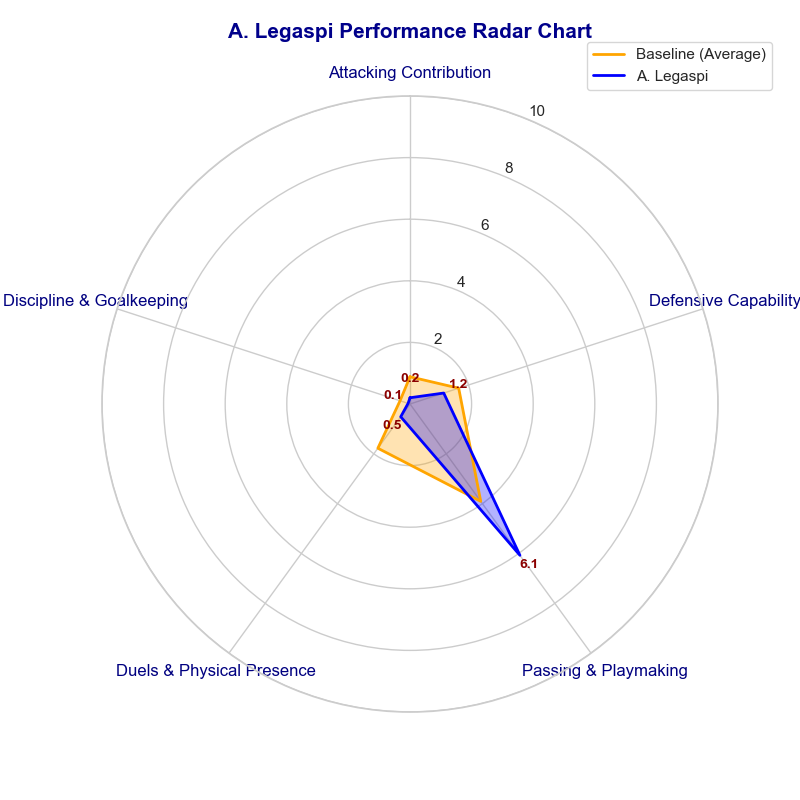 A. Legaspi Performance Radar Chart
Baseline (Average)
A. Legaspi
Attacking Contribution
10
8
6
4
2
Discipline & Goalkeeping
Defensive Capability
0.2
1.2
0.1
0.5
6.1
Duels & Physical Presence
Passing & Playmaking